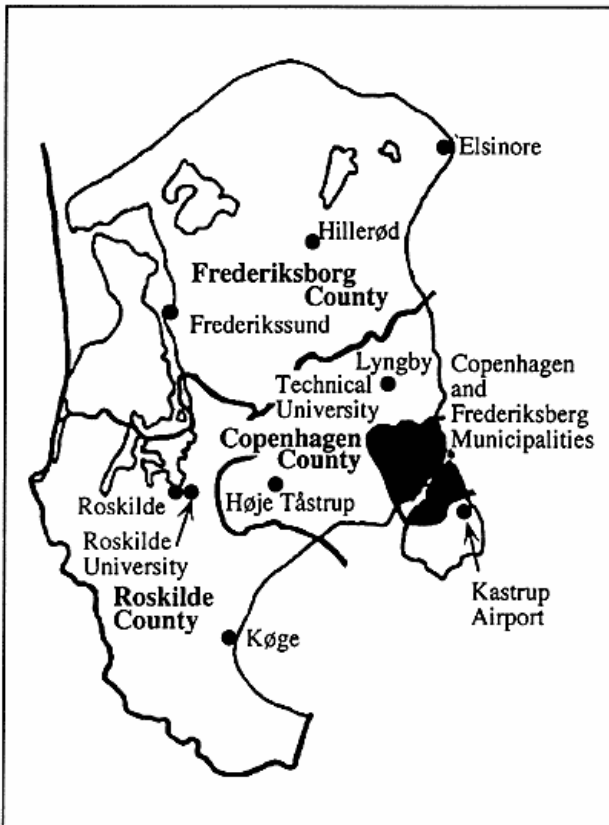 Elsinore
Hillerød
Frederiksborg
County
Frederikssund
Lyngby
Technical
University
Copenhagen
and
Frederiksberg
Municipalities
Copenhagen
County
Høje Tåstrup
Roskilde
Roskilde
University
Roskilde
County
Køge
Kastrup
Airport